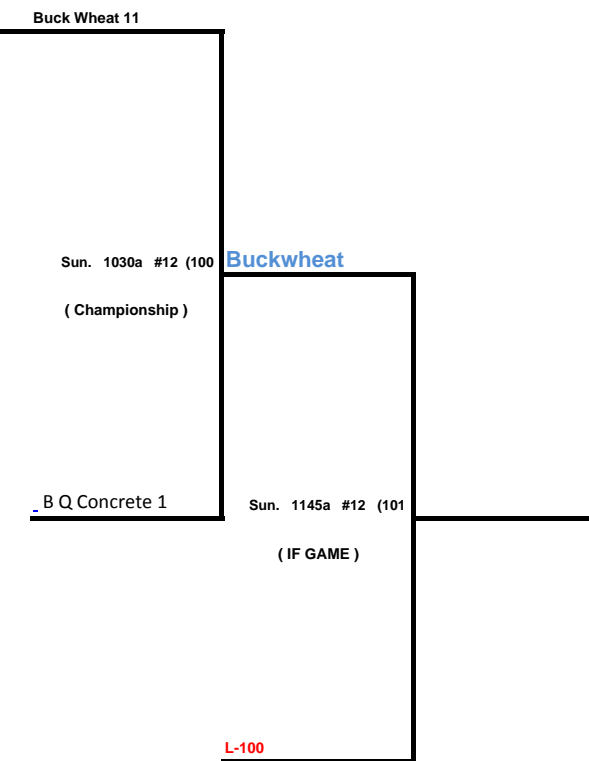 Buck Wheat 11
Sun. 1030a #12 (100
Buckwheat
( Championship )
B Q Concrete 1
Sun. 1145a #12 (101
( IF GAME )
L-100